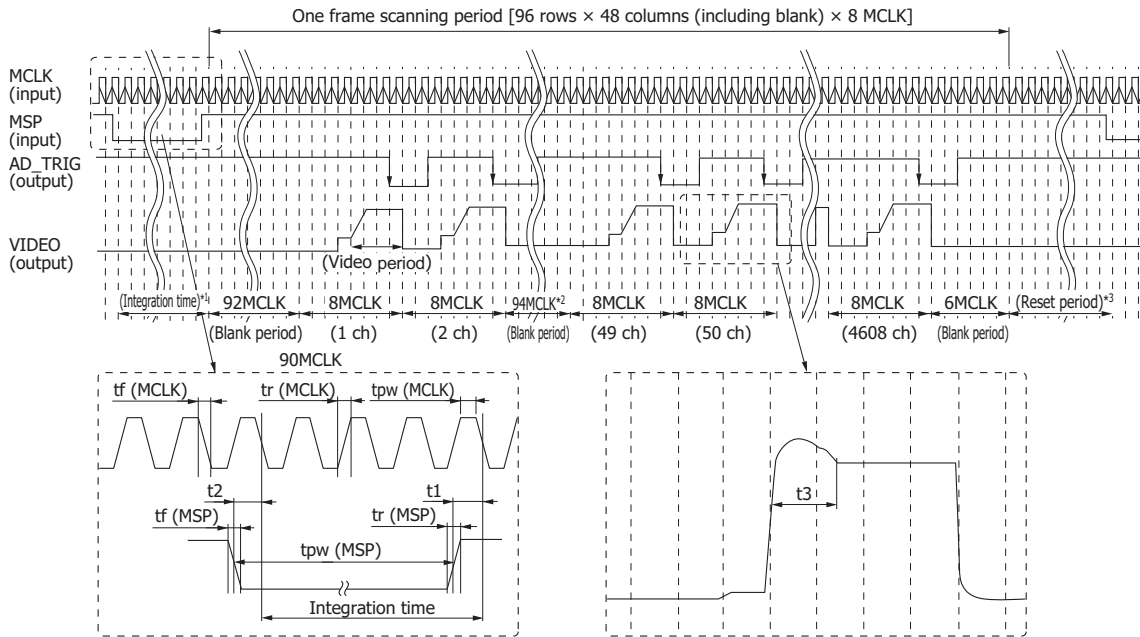 One frame scanning period [96 rows × 48 columns (including blank) × 8 MCLK]
MCLK
(input)
MSP
(input)
AD_TRIG
(output)
VIDEO
(output)
(Video period)
(Integration time)*1
92MCLK
(Blank period)
8MCLK
(1 ch)
8MCLK
(2 ch)
94MCLK*2
(Blank period)
8MCLK
(49 ch)
8MCLK
(50 ch)
8MCLK
(4608 ch)
6MCLK
(Blank period)
(Reset period)*3
90MCLK
tf (MCLK)
tr (MCLK)
tpw (MCLK)
t2
t1
tf (MSP)
tr (MSP)
tpw (MSP)
Integration time
t3